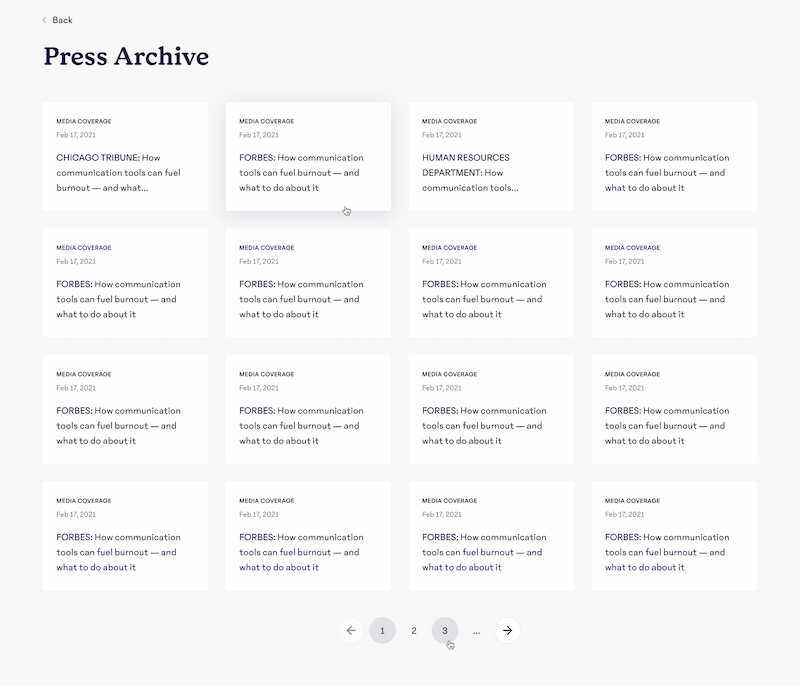 Back
Press Archive
MEDIA COVERAGE
Feb 17, 2021
CHICAGO TRIBUNE: How
communication tools can fuel
burnout — and what...
MEDIA COVERAGE
Feb 17, 2021
FORBES: How communication
tools can fuel burnout — and
what to do about it
MEDIA COVERAGE
Feb 17, 2021
HUMAN RESOURCES
DEPARTMENT: How
communication tools...
MEDIA COVERAGE
Feb 17, 2021
FORBES: How communication
tools can fuel burnout — and
what to do about it
MEDIA COVERAGE
Feb 17, 2021
FORBES: How communication
tools can fuel burnout — and
what to do about it
MEDIA COVERAGE
Feb 17, 2021
FORBES: How communication
tools can fuel burnout — and
what to do about it
MEDIA COVERAGE
Feb 17, 2021
FORBES: How communication
tools can fuel burnout — and
what to do about it
MEDIA COVERAGE
Feb 17, 2021
FORBES: How communication
tools can fuel burnout — and
what to do about it
MEDIA COVERAGE
Feb 17, 2021
FORBES: How communication
tools can fuel burnout — and
what to do about it
MEDIA COVERAGE
Feb 17, 2021
FORBES: How communication
tools can fuel burnout — and
what to do about it
MEDIA COVERAGE
Feb 17, 2021
FORBES: How communication
tools can fuel burnout — and
what to do about it
MEDIA COVERAGE
Feb 17, 2021
FORBES: How communication
tools can fuel burnout — and
what to do about it
MEDIA COVERAGE
Feb 17, 2021
FORBES: How communication
tools can fuel burnout — and
what to do about it
MEDIA COVERAGE
Feb 17, 2021
FORBES: How communication
tools can fuel burnout — and
what to do about it
MEDIA COVERAGE
Feb 17, 2021
FORBES: How communication
tools can fuel burnout — and
what to do about it
MEDIA COVERAGE
Feb 17, 2021
FORBES: How communication
tools can fuel burnout — and
what to do about it
1 2 3 ...